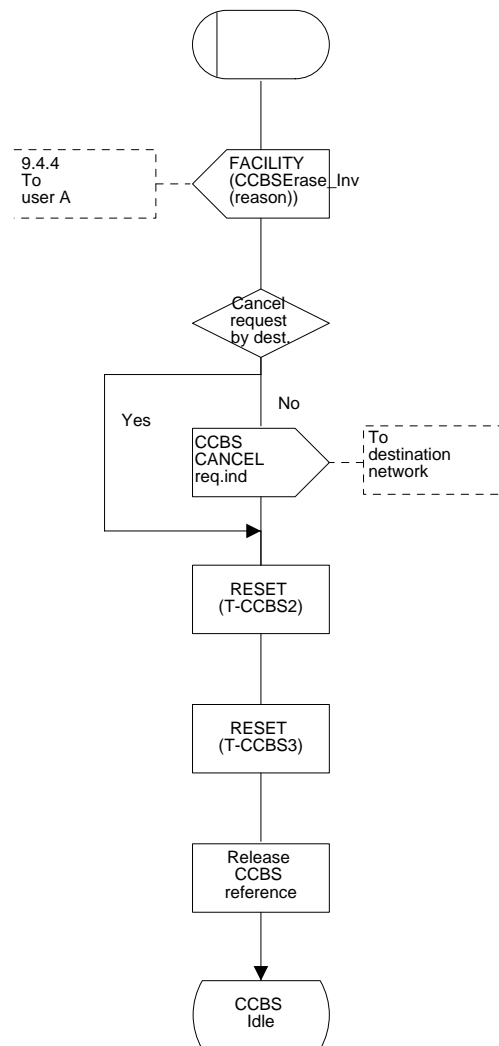 9.4.4
To
user A
FACILITY
(CCBSErase_Inv
(reason))
Cancel
request
by dest.
Yes
No
CCBS
CANCEL
req.ind
To
destination
network
RESET
(T-CCBS2)
RESET
(T-CCBS3)
Release
CCBS
reference
CCBS
Idle